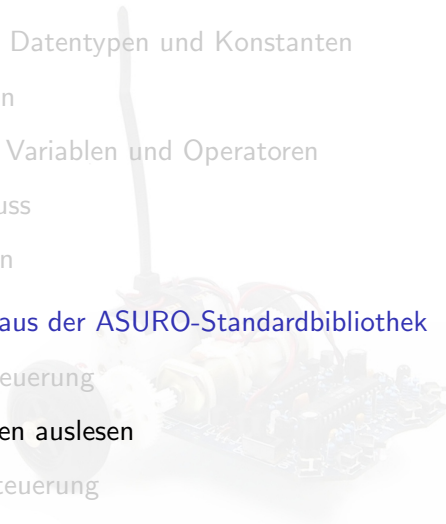 Datentypen und Konstanten
n
Variablen und Operatoren
uss
n
aus der ASURO-Standardbibliothek
euerung
en auslesen
teuerung